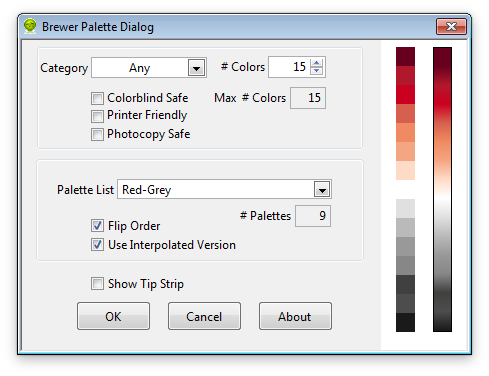 Brewer Palette Dialog
Category Any # Colors 15
Colorblind Safe Max # Colors 15
Printer Friendly
Photocopy Safe
Palette List Red-Grey
# Palettes 9
Flip Order
Use Interpolated Version
Show Tip Strip
OK Cancel About